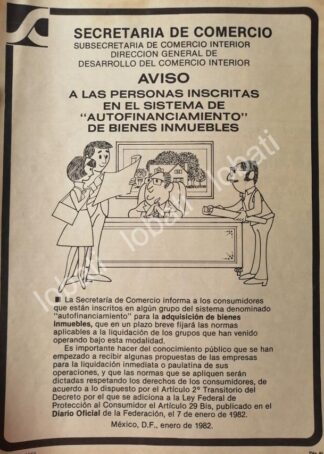 SECRETARIA DE COMERCIO
SUBSECRETARIA DE COMERCIO INTERIOR
DIRECCION GENERAL DE
DESARROLLO DEL COMERCIO INTERIOR
AVISO
A LAS PERSONAS INSCRITAS
EN EL SISTEMA DE
"AUTOFINANCIAMIENTO"
DE BIENES INMUEBLES
lobati lobati lobati
lobati lobati lobati
■ La Secretaría de Comercio informa a los consumidores
que están inscritos en algún grupo del sistema denominado
"autofinanciamiento" para la adquisición de bienes
Inmuebles, que en un plazo breve fijará las normas
aplicables a la liquidación de los grupos que han venido
operando bajo esta modalidad.
Es importante hacer del conocimiento público que se han
empezado a recibir algunas propuestas de las empresas
para la liquidación inmediata o paulatina de sus
operaciones, y que las normas que se apliquen serán
dictadas respetando los derechos de los consumidores, de
acuerdo a lo dispuesto por el Artículo 2° Transitorio del
Decreto por el que se adiciona a la Ley Federal de
Protección al Consumidor el Artículo 29 Bis, publicado en el
Diario Oficial de la Federación, el 7 de enero de 1982.
México, D.F., enero de 1982.